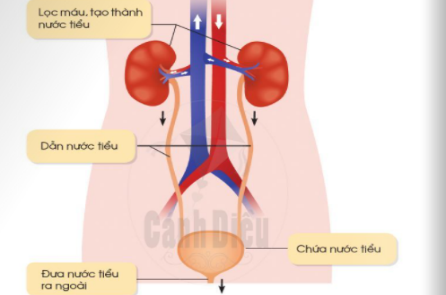 Lọc máu, tạo thành
nước tiểu
Dẫn nước tiểu
Cánh Diều
Chứa nước tiểu
Đưa nước tiểu
ra ngoài